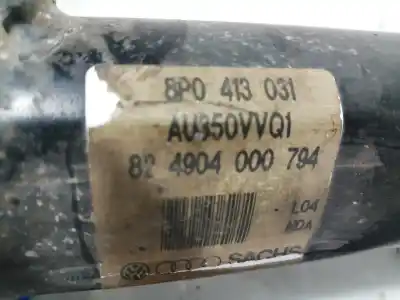 8P0 413 031
AU350VVQ1
82 4904 000 794
L04
MDA
SACHS